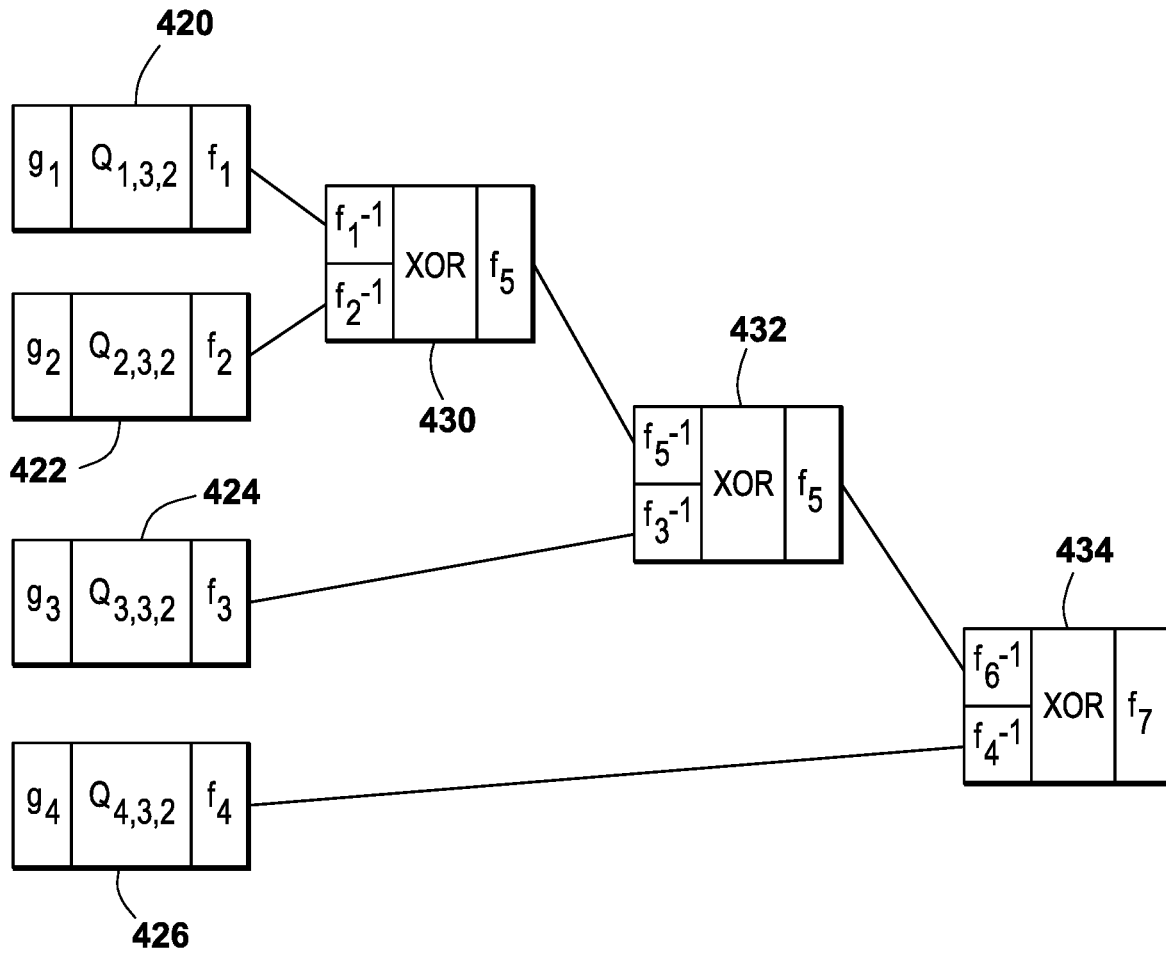 420
g1 Q1,3,2 f1
f1-1
XOR f5
f2-1
g2 Q2,3,2 f2
422
430
432
f5-1
XOR f5
f3-1
424
g3 Q3,3,2 f3
434
f6-1
XOR f7
f4-1
g4 Q4,3,2 f4
426